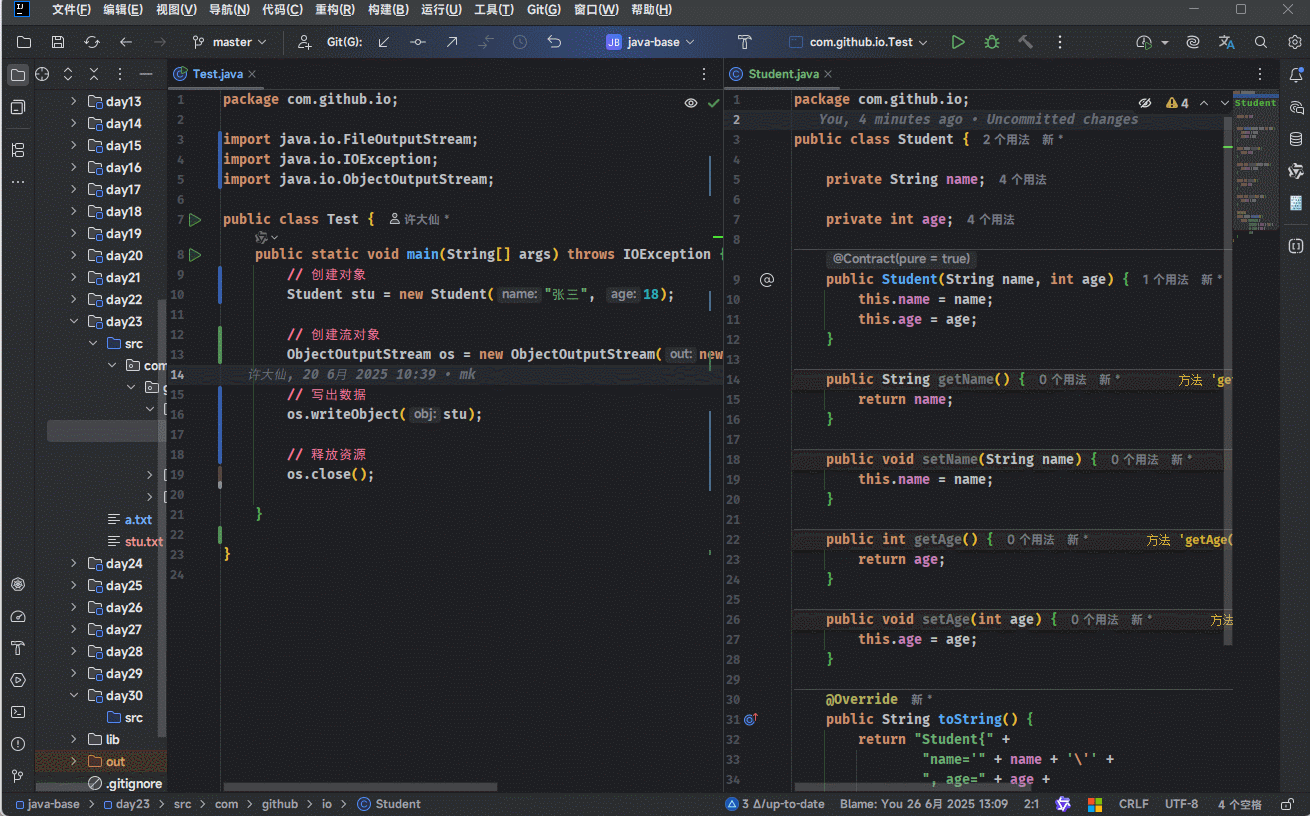 文件(F) 编辑(E) 视图(V) 导航(N) 代码(C) 重构(R) 构建(B) 运行(U) 工具(T) Git(G) 窗口(W) 帮助(H)
master Git(G): JB java-base com.github.io.Test
Test.java
Student.java
day13
day14
day15
day16
day17
day18
day19
day20
day21
day22
day23
src
com
a.txt
stu.txt
day24
day25
day26
day27
day28
day29
day30
src
lib
out
.gitignore
1 package com.github.io;
2
3 import java.io.FileOutputStream;
4 import java.io.IOException;
5 import java.io.ObjectOutputStream;
6
7 public class Test { 许大仙 *
8 public static void main(String[] args) throws IOException {
9 // 创建对象
10 Student stu = new Student( name: "张三", age: 18);
11
12 // 创建流对象
13 ObjectOutputStream os = new ObjectOutputStream( out: new
14 许大仙, 20 6月 2025 10:39 • mk
15 // 写出数据
16 os.writeObject( obj: stu);
17
18 // 释放资源
19 os.close();
20
21 }
22
23 }
24
1 package com.github.io;
4
2 You, 4 minutes ago • Uncommitted changes
3 public class Student { 2 个用法 新 *
4
5 private String name; 4 个用法
6
7 private int age; 4 个用法
8
@Contract(pure = true)
9 public Student(String name, int age) { 1 个用法 新 *
10 this.name = name;
11 this.age = age;
12 }
13
14 public String getName() { 0 个用法 新 * 方法 'ge
15 return name;
16 }
17
18 public void setName(String name) { 0 个用法 新 *
19 this.name = name;
20 }
21
22 public int getAge() { 0 个用法 新 * 方法 'getAge(
23 return age;
24 }
25
26 public void setAge(int age) { 0 个用法 新 * 方法
27 this.age = age;
28 }
29
30 @Override 新 *
31 public String toString() {
32 return "Student{" +
33 "name='" + name + '\'' +
34 ", age=" + age +
Student
java-base day23 src com github io Student
3 Δ/up-to-date Blame: You 26 6月 2025 13:09 2:1 CRLF UTF-8 4 个空格